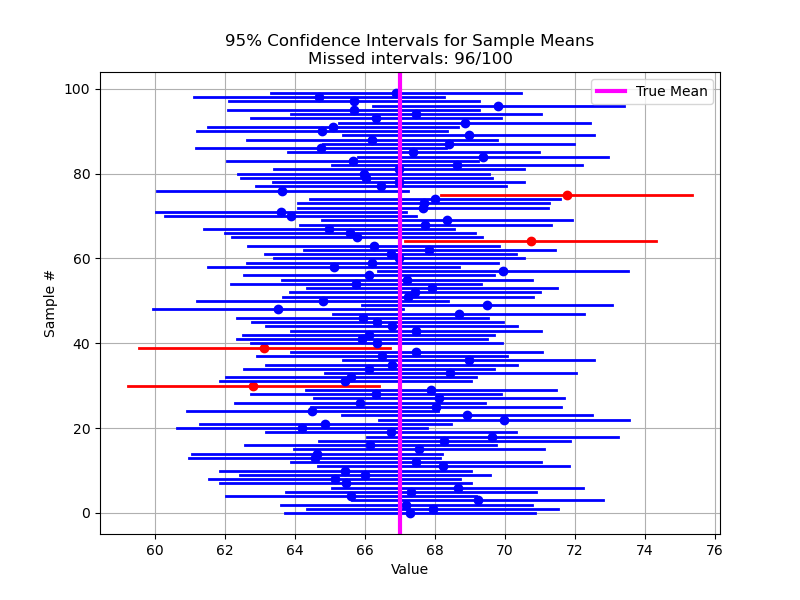 95% Confidence Intervals for Sample Means
Missed intervals: 96/100
True Mean
100
80
60
40
20
0
Sample #
60 62 64 66 68 70 72 74 76
Value